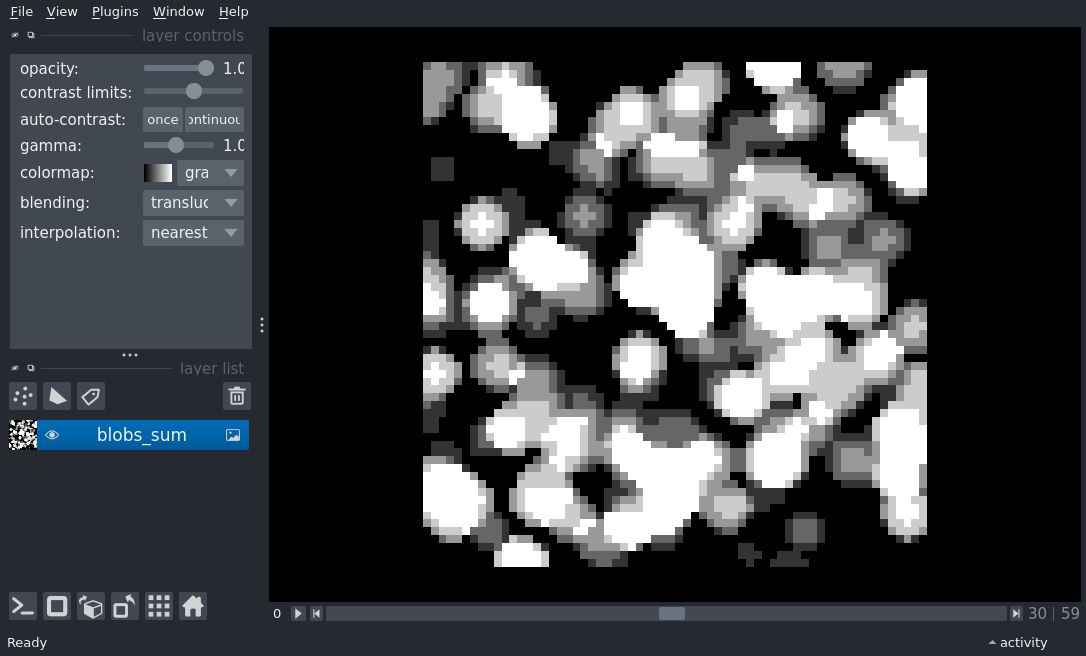 File View Plugins Window Help
layer controls
opacity: 1.0
contrast limits:
auto-contrast: once ontinuou
gamma: 1.0
colormap: gra
blending: transluc
interpolation: nearest
layer list
blobs_sum
0 30 | 59
Ready activity